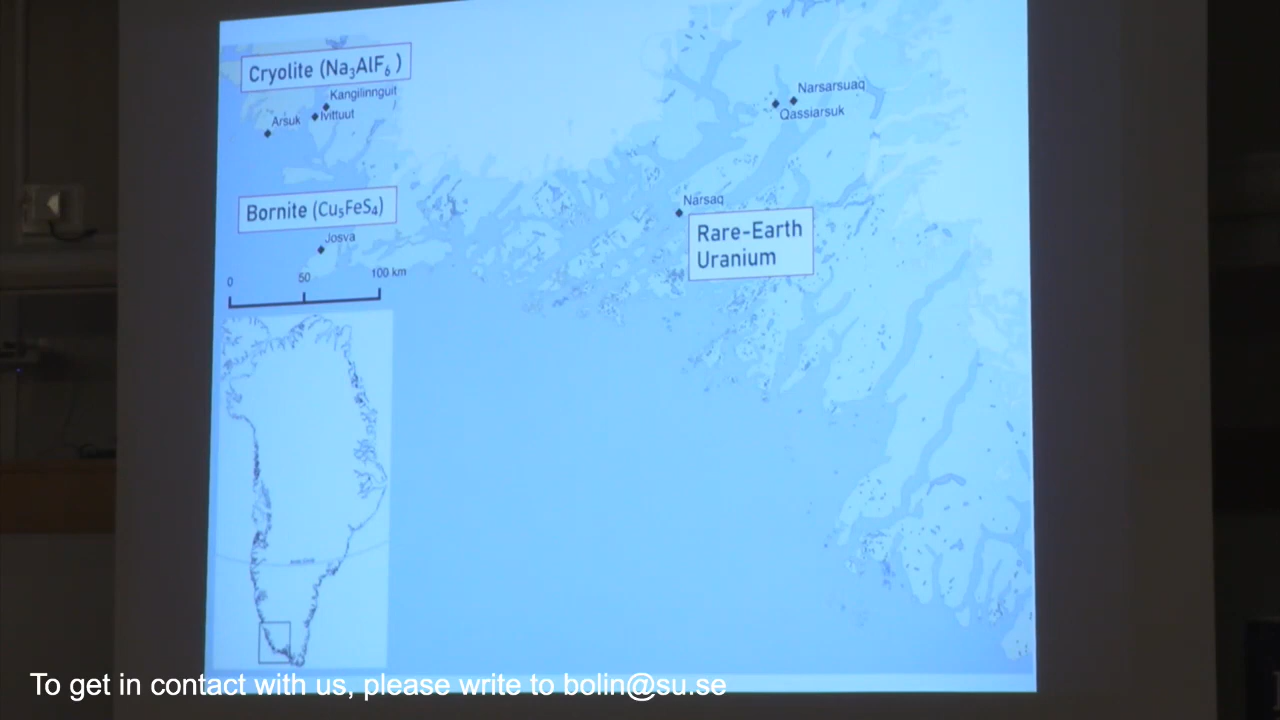 Cryolite (Na₃AlF₆ )
Kangilinnguit
Arsuk
Ivittuut
Narsarsuaq
Qassiarsuk
Bornite (Cu₅FeS₄)
Josva
Narsaq
Rare-Earth
Uranium
0 50 100 km
To get in contact with us, please write to bolin@su.se